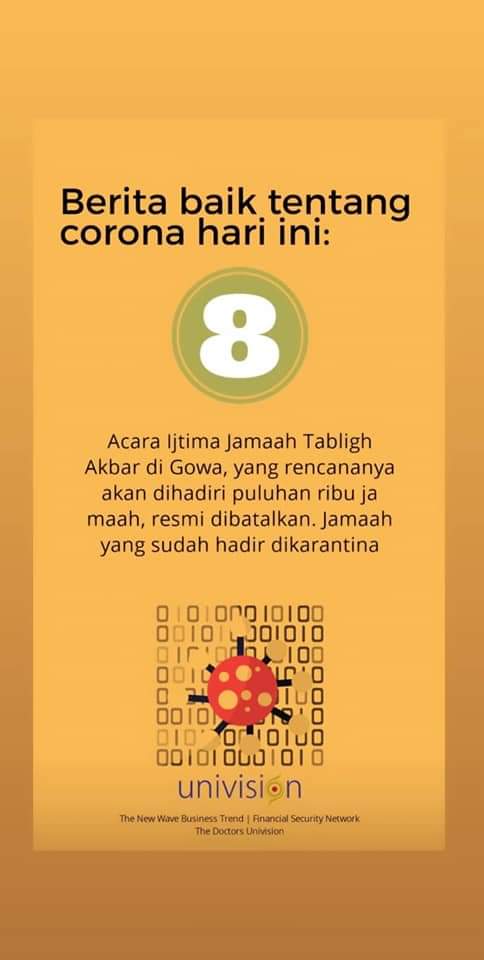 Berita baik tentang
corona hari ini:
8
Acara Ijtima Jamaah Tabligh
Akbar di Gowa, yang rencananya
akan dihadiri puluhan ribu ja
maah, resmi dibatalkan. Jamaah
yang sudah hadir dikarantina
univision
The New Wave Business Trend | Financial Security Network
The Doctors Univision